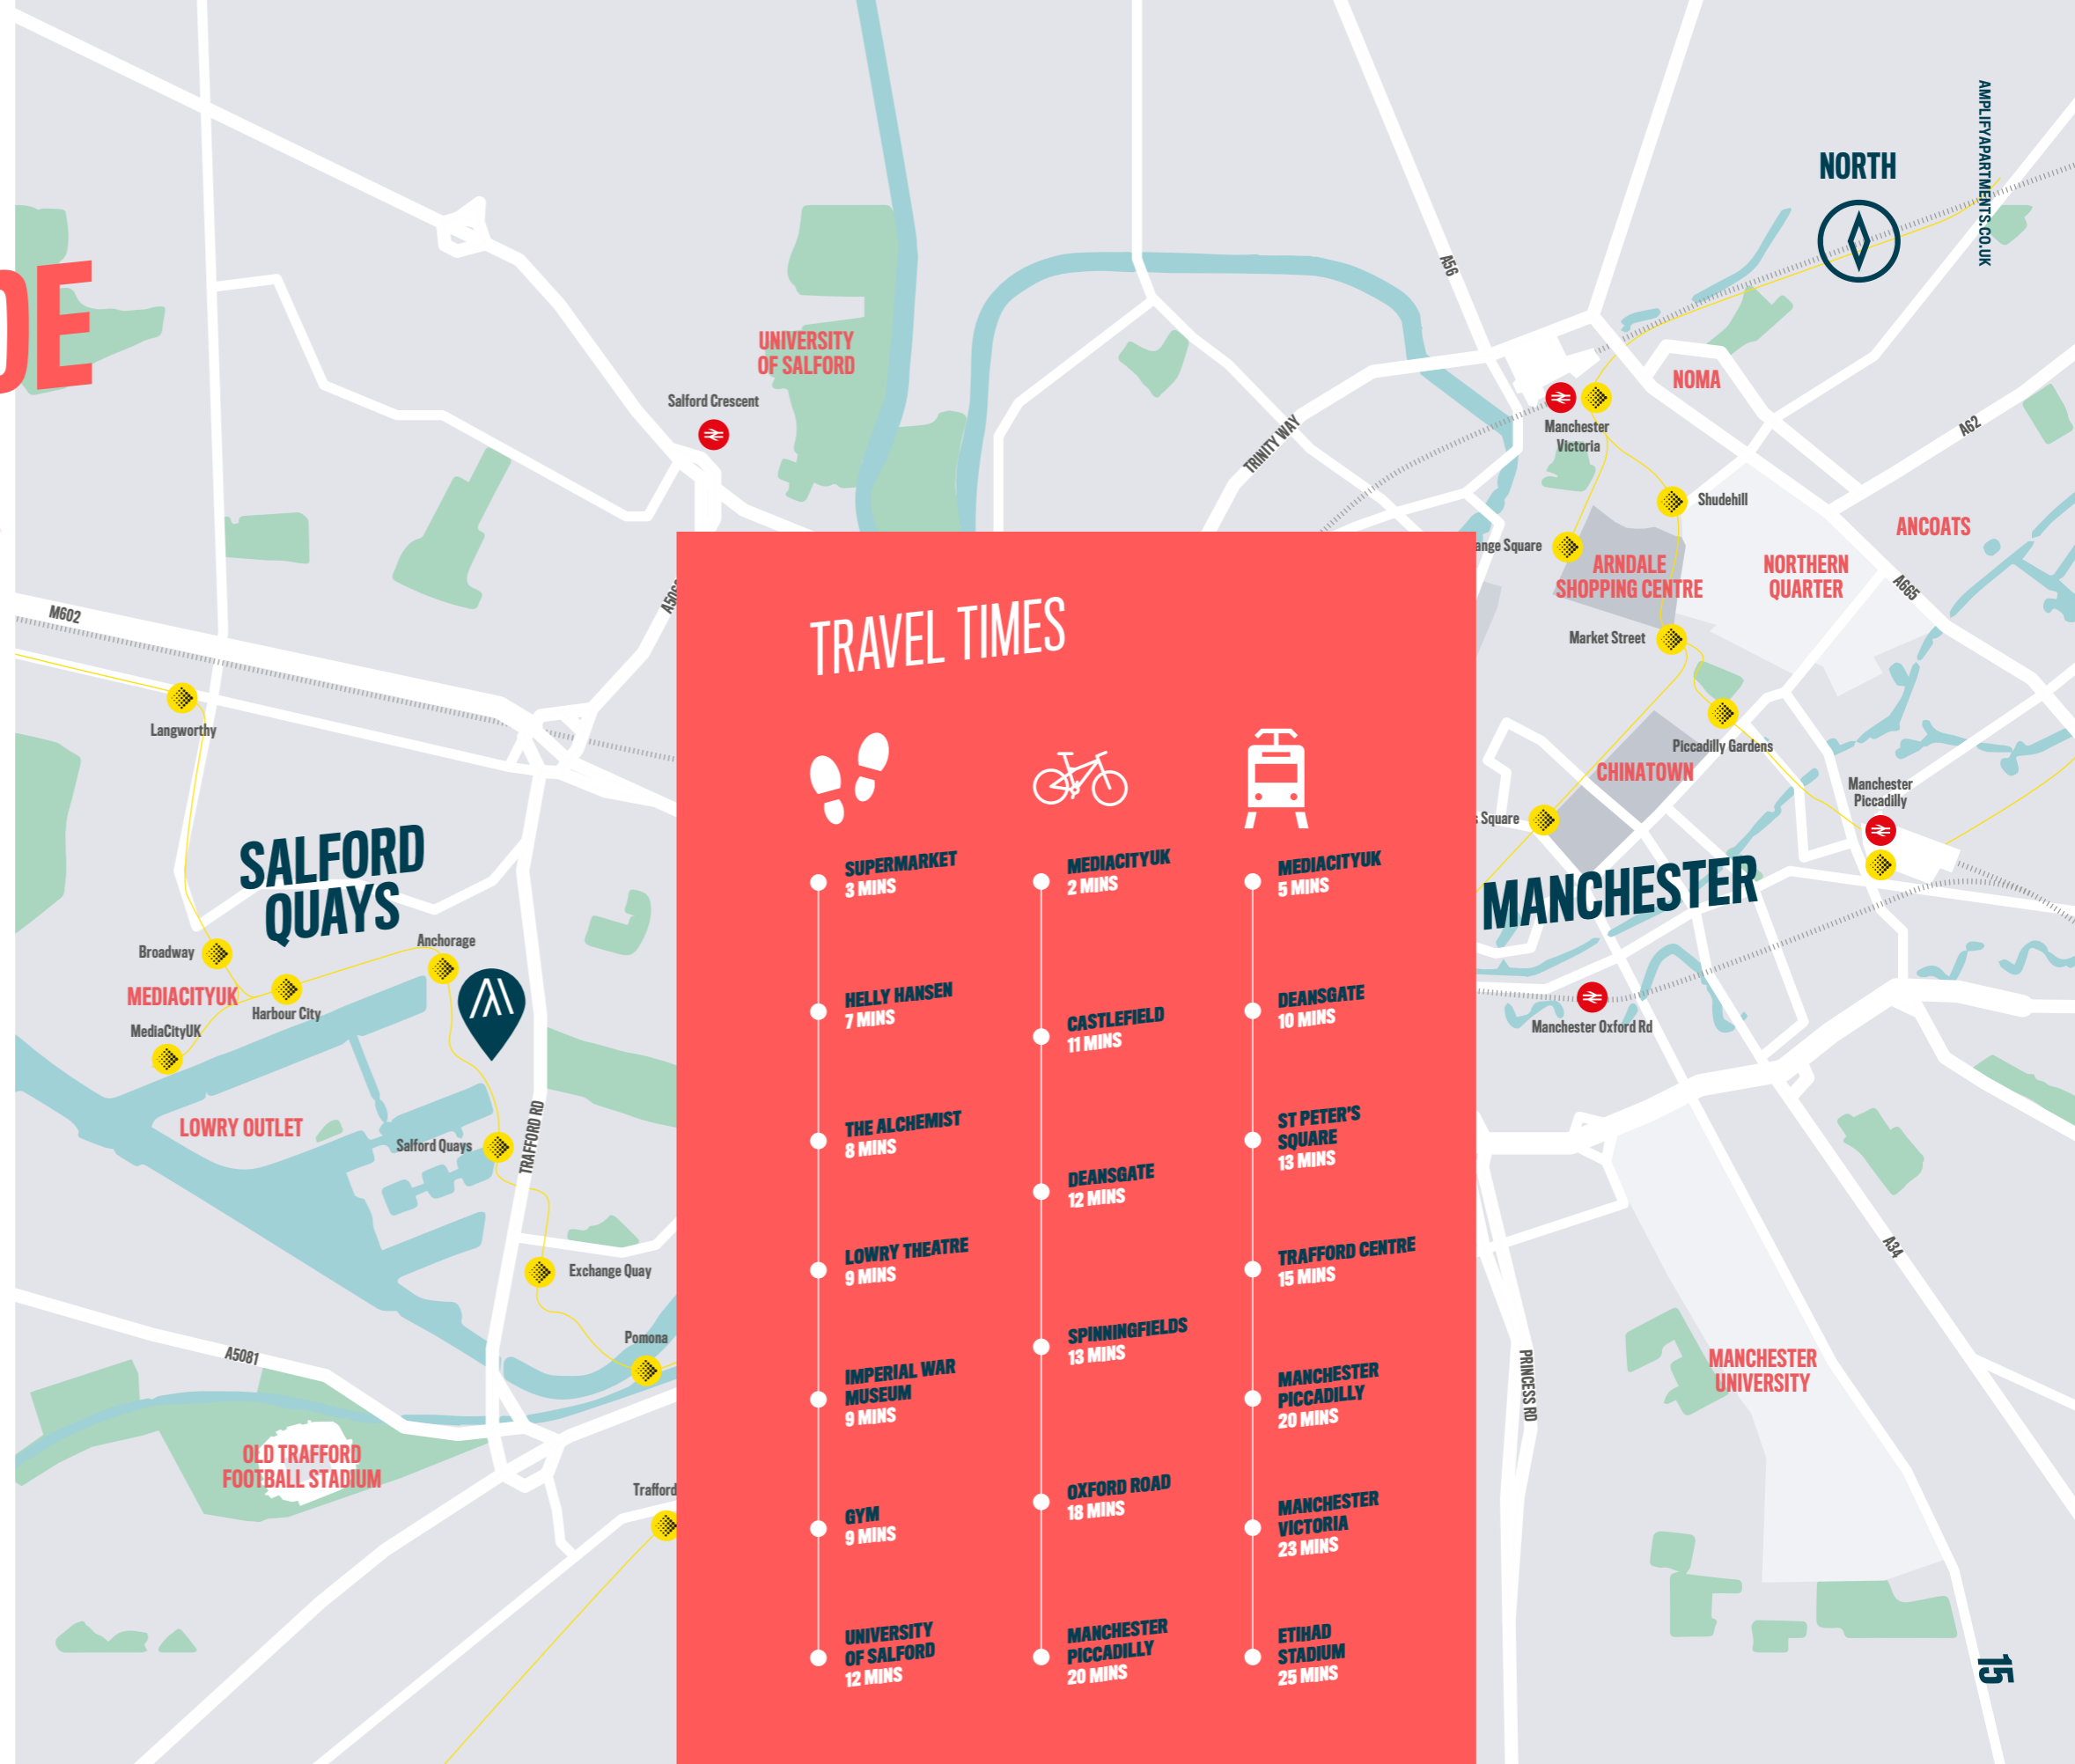 AMPLIFYAPARTMENTS.CO.UK
NORTH
DE
A56
UNIVERSITY
OF SALFORD
Salford Crescent
TRINITY WAY
NOMA
Manchester
Victoria
A62
Shudehill
ANCOATS
ange Square
ARNDALE
SHOPPING CENTRE
NORTHERN
QUARTER
A665
M602
Market Street
Langworthy
Piccadilly Gardens
CHINATOWN
Manchester
Piccadilly
s Square
SALFORD
QUAYS
MANCHESTER
Broadway
Anchorage
MEDIACITYUK
Harbour City
MediaCityUK
Manchester Oxford Rd
LOWRY OUTLET
Salford Quays
TRAFFORD RD
Exchange Quay
A34
Pomona
A5081
PRINCESS RD
MANCHESTER
UNIVERSITY
OLD TRAFFORD
FOOTBALL STADIUM
Trafford
TRAVEL TIMES
SUPERMARKET
3 MINS
HELLY HANSEN
7 MINS
THE ALCHEMIST
8 MINS
LOWRY THEATRE
9 MINS
IMPERIAL WAR
MUSEUM
9 MINS
GYM
9 MINS
UNIVERSITY
OF SALFORD
12 MINS
MEDIACITYUK
2 MINS
CASTLEFIELD
11 MINS
DEANSGATE
12 MINS
SPINNINGFIELDS
13 MINS
OXFORD ROAD
18 MINS
MANCHESTER
PICCADILLY
20 MINS
MEDIACITYUK
5 MINS
DEANSGATE
10 MINS
ST PETER'S
SQUARE
13 MINS
TRAFFORD CENTRE
15 MINS
MANCHESTER
PICCADILLY
20 MINS
MANCHESTER
VICTORIA
23 MINS
ETIHAD
STADIUM
25 MINS
15